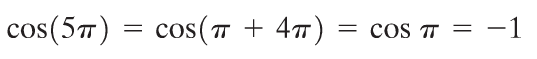 cos(5π) = cos(π + 4π) = cos π = −1